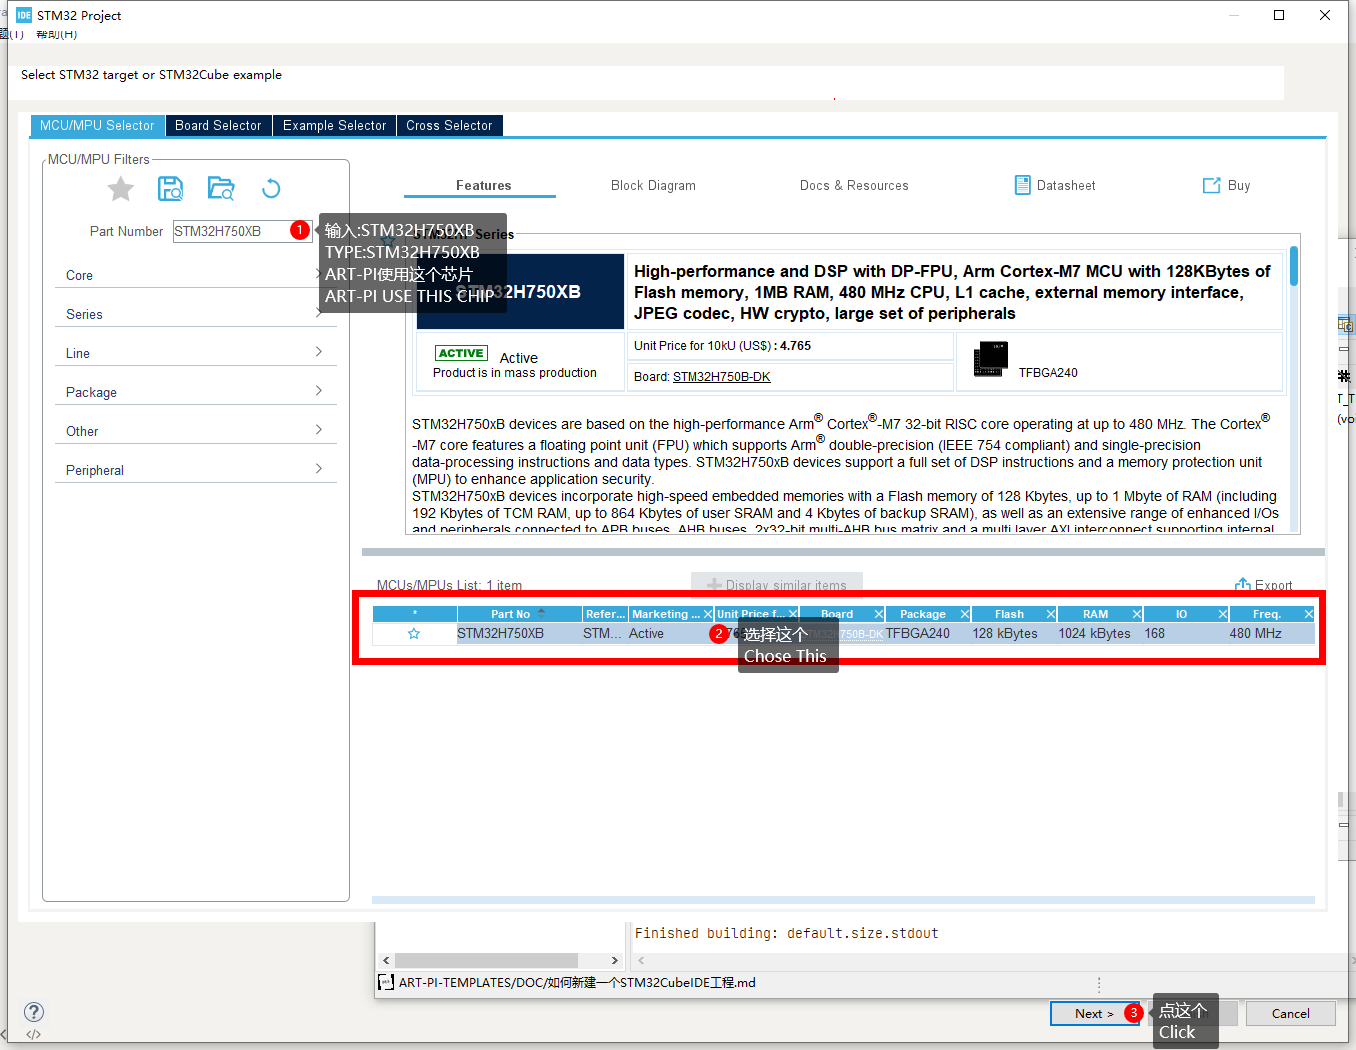 IDE STM32 Project
题(T) 帮助(H)
Select STM32 target or STM32Cube example
MCU/MPU Selector Board Selector Example Selector Cross Selector
MCU/MPU Filters
Part Number STM32H750XB 1
Core
Series
Line
Package
Other
Peripheral
输入:STM32H750XB
TYPE:STM32H750XB
ART-PI使用这个芯片
ART-PI USE THIS CHIP
Features Block Diagram Docs & Resources Datasheet Buy
Series
STM32H750XB
High-performance and DSP with DP-FPU, Arm Cortex-M7 MCU with 128KBytes of
Flash memory, 1MB RAM, 480 MHz CPU, L1 cache, external memory interface,
JPEG codec, HW crypto, large set of peripherals
ACTIVE Active
Product is in mass production
Unit Price for 10kU (US$) : 4.765
Board: STM32H750B-DK
TFBGA240
STM32H750xB devices are based on the high-performance Arm® Cortex®-M7 32-bit RISC core operating at up to 480 MHz. The Cortex®
-M7 core features a floating point unit (FPU) which supports Arm® double-precision (IEEE 754 compliant) and single-precision
data-processing instructions and data types. STM32H750xB devices support a full set of DSP instructions and a memory protection unit
(MPU) to enhance application security.
STM32H750xB devices incorporate high-speed embedded memories with a Flash memory of 128 Kbytes, up to 1 Mbyte of RAM (including
192 Kbytes of TCM RAM, up to 864 Kbytes of user SRAM and 4 Kbytes of backup SRAM), as well as an extensive range of enhanced I/Os
and peripherals connected to APB buses, AHB buses, 2x32-bit multi-AHB bus matrix and a multi layer AXI interconnect supporting internal
MCUs/MPUs List: 1 item Display similar items Export
* Part No Refer... Marketing ... Unit Price f... Board Package Flash RAM IO Freq.
STM32H750XB STM... Active 2 750B-DK TFBGA240 128 kBytes 1024 kBytes 168 480 MHz
选择这个
Chose This
Finished building: default.size.stdout
ART-PI-TEMPLATES/DOC/如何新建一个STM32CubeIDE工程.md
Next > 3 Cancel
点这个
Click